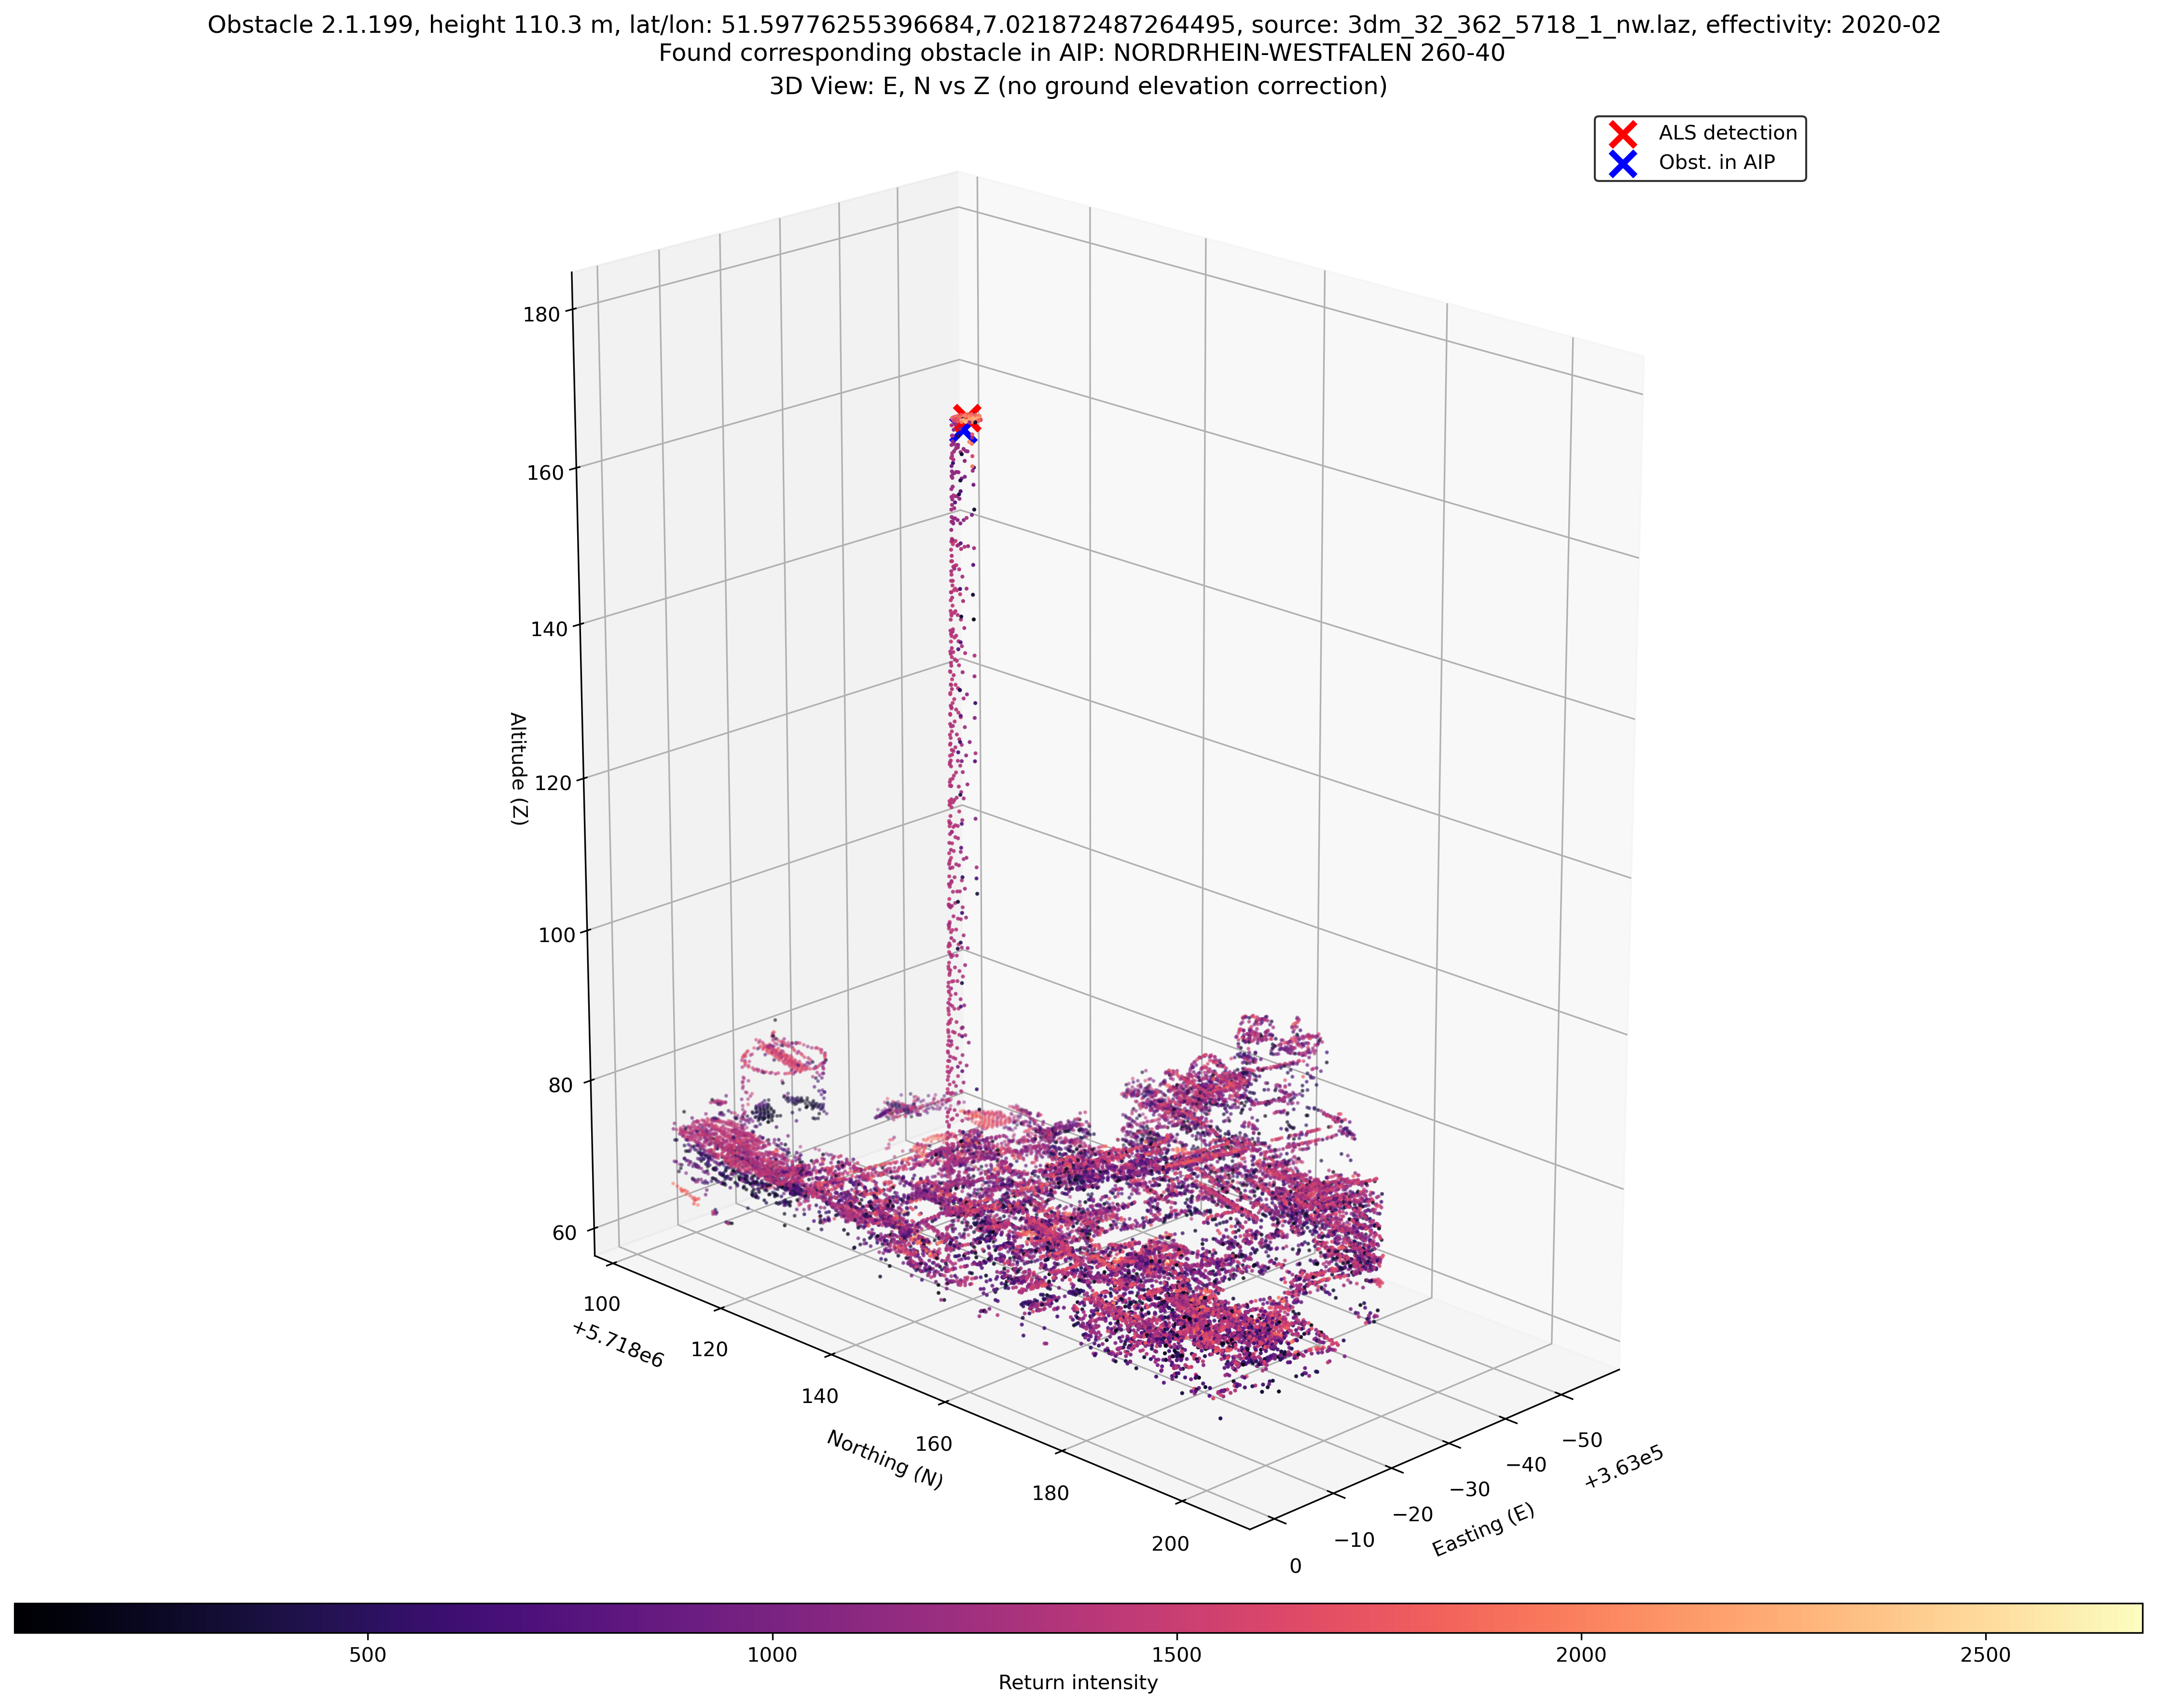 Obstacle 2.1.199, height 110.3 m, lat/lon: 51.59776255396684,7.021872487264495, source: 3dm_32_362_5718_1_nw.laz, effectivity: 2020-02
Found corresponding obstacle in AIP: NORDRHEIN-WESTFALEN 260-40
3D View: E, N vs Z (no ground elevation correction)
ALS detection
Obst. in AIP
180
160
140
120
100
80
60
Altitude (Z)
100
120
140
160
180
200
+5.718e6
Northing (N)
−50
−40
−30
−20
−10
0
+3.63e5
Easting (E)
500
1000
1500
2000
2500
Return intensity